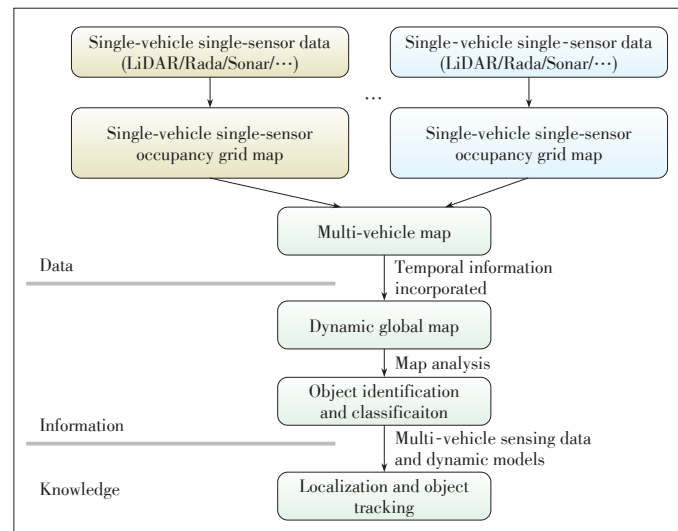 Single-vehicle single-sensor data
(LiDAR/Rada/Sonar/⋯)
Single-vehicle single-sensor data
(LiDAR/Rada/Sonar/⋯)
…
Single-vehicle single-sensor
occupancy grid map
Single-vehicle single-sensor
occupancy grid map
Multi-vehicle map
Data
Temporal information
incorporated
Dynamic global map
Map analysis
Object identification
and classificaiton
Information
Multi-vehicle sensing data
and dynamic models
Knowledge
Localization and object
tracking